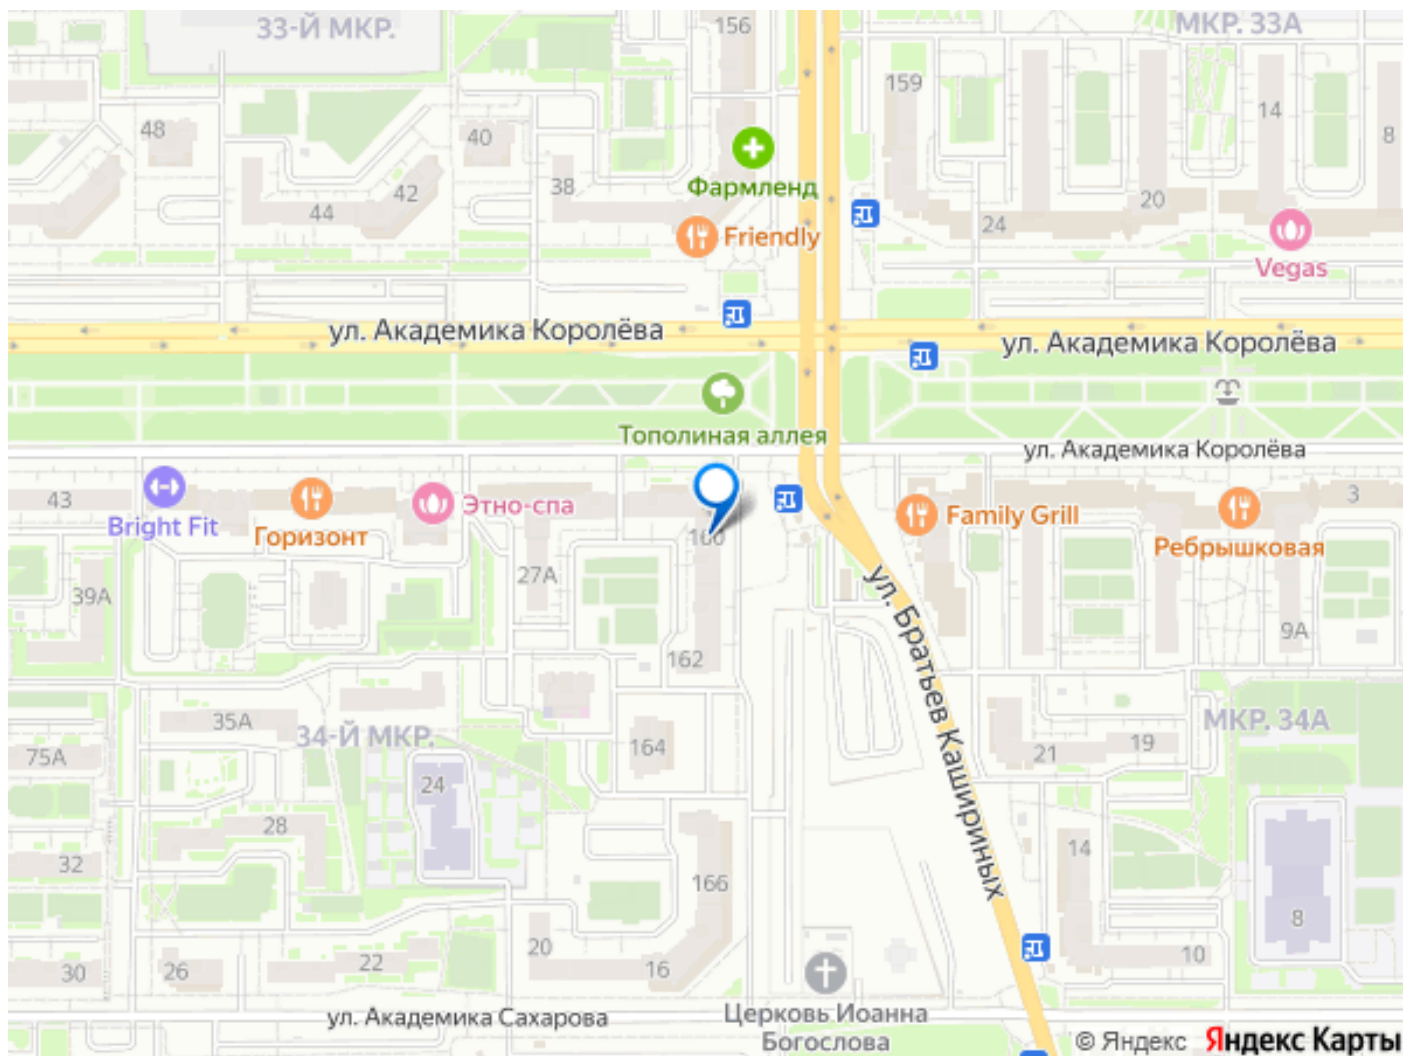 33-Й МКР.
156
МКР. 33А
159
14
8
48
40
Фармленд
38
42
44
20
24
Friendly
Vegas
ул. Академика Королёва
ул. Академика Королёва
Тополиная аллея
ул. Академика Королёва
43
Bright Fit
Горизонт
Этно-спа
160
Family Grill
3
Ребрышковая
39А
27А
ул. Братьев Кашириных
9А
162
35А
34-Й МКР.
164
МКР. 34А
75А
21
19
24
28
14
32
166
8
20
30
26
22
16
10
ул. Академика Сахарова
Церковь Иоанна
Богослова
© Яндекс Яндекс Карты